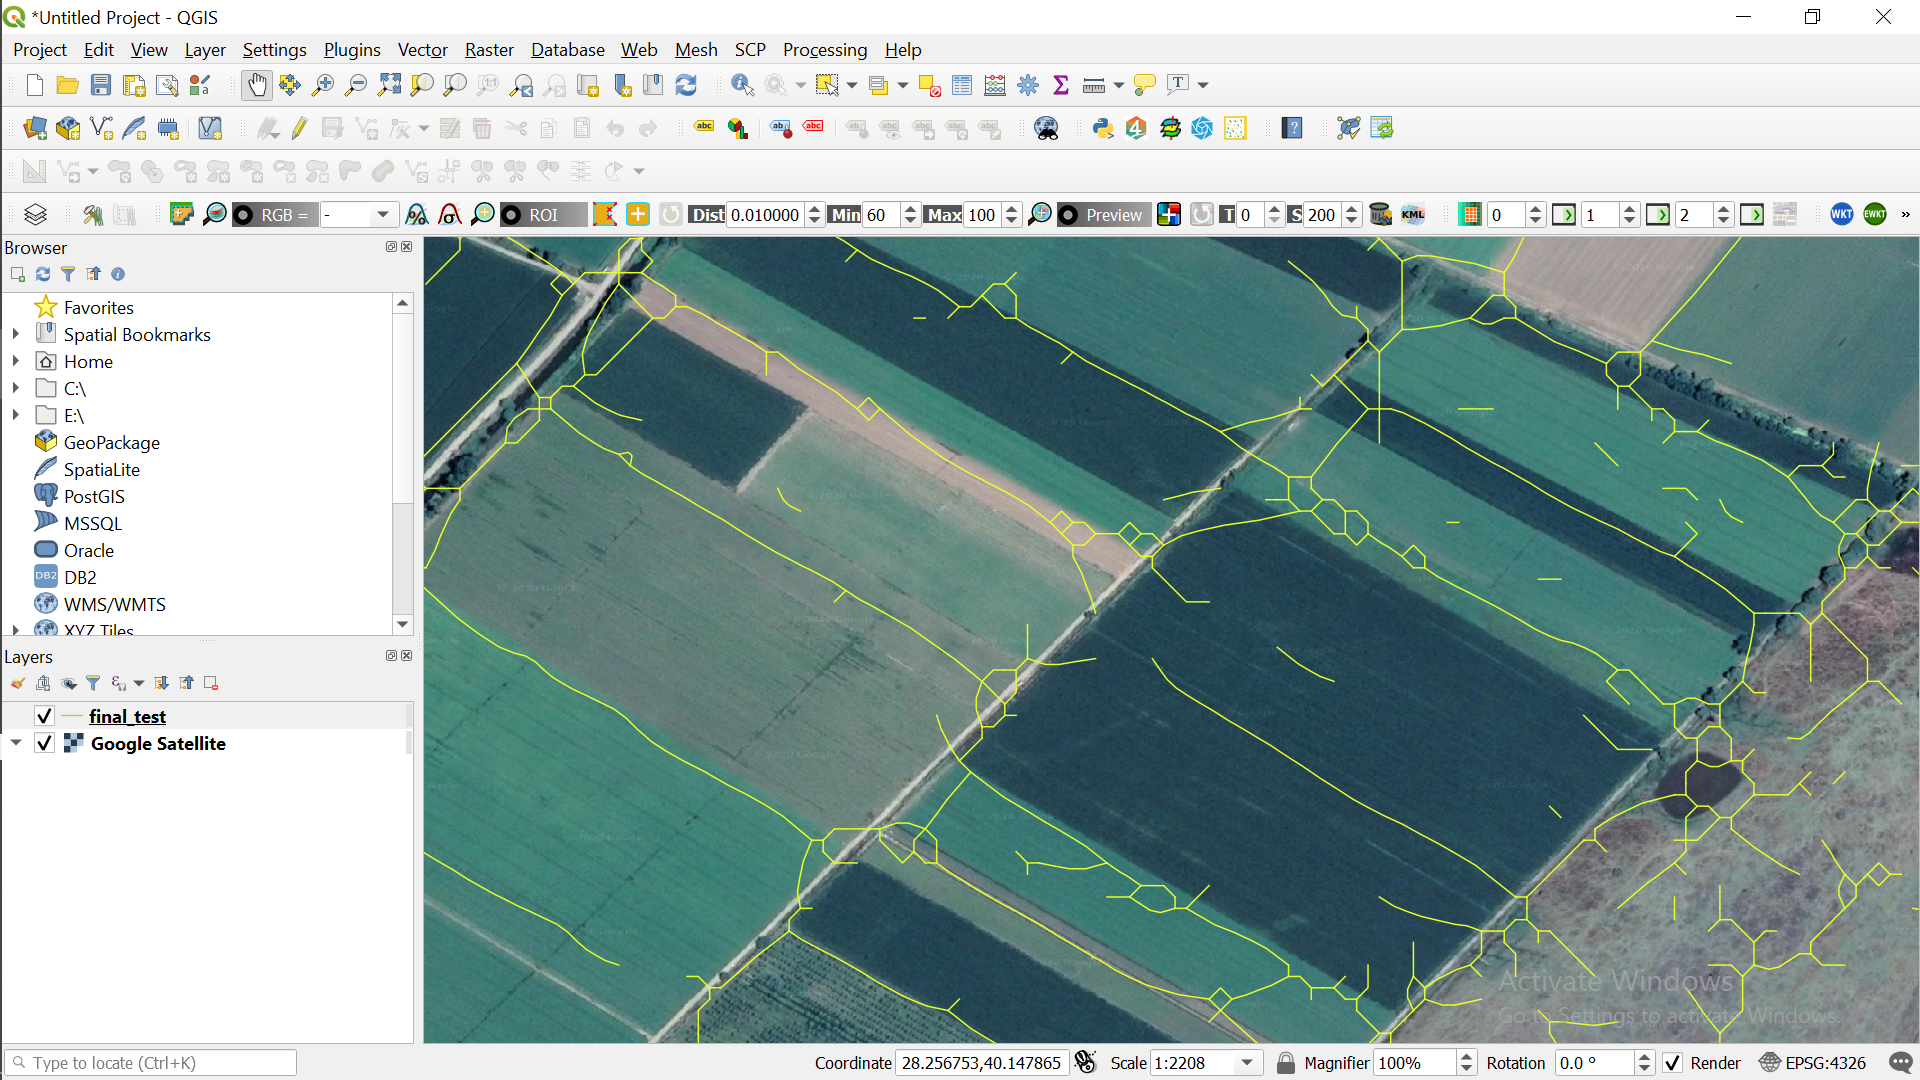 *Untitled Project - QGIS
Project Edit View Layer Settings Plugins Vector Raster Database Web Mesh SCP Processing Help
RGB = - ROI Dist 0.010000 Min 60 Max 100 Preview T 0 S 200 KML 0 1 2 WKT EWKT »
Browser
Favorites
Spatial Bookmarks
Home
C:\
E:\
GeoPackage
SpatiaLite
PostGIS
MSSQL
Oracle
DB2
WMS/WMTS
XYZ Tiles
Layers
final_test
Google Satellite
Activate Windows
Go to Settings to activate Windows.
Type to locate (Ctrl+K)
Coordinate 28.256753,40.147865 Scale 1:2208 Magnifier 100% Rotation 0.0 ° Render EPSG:4326